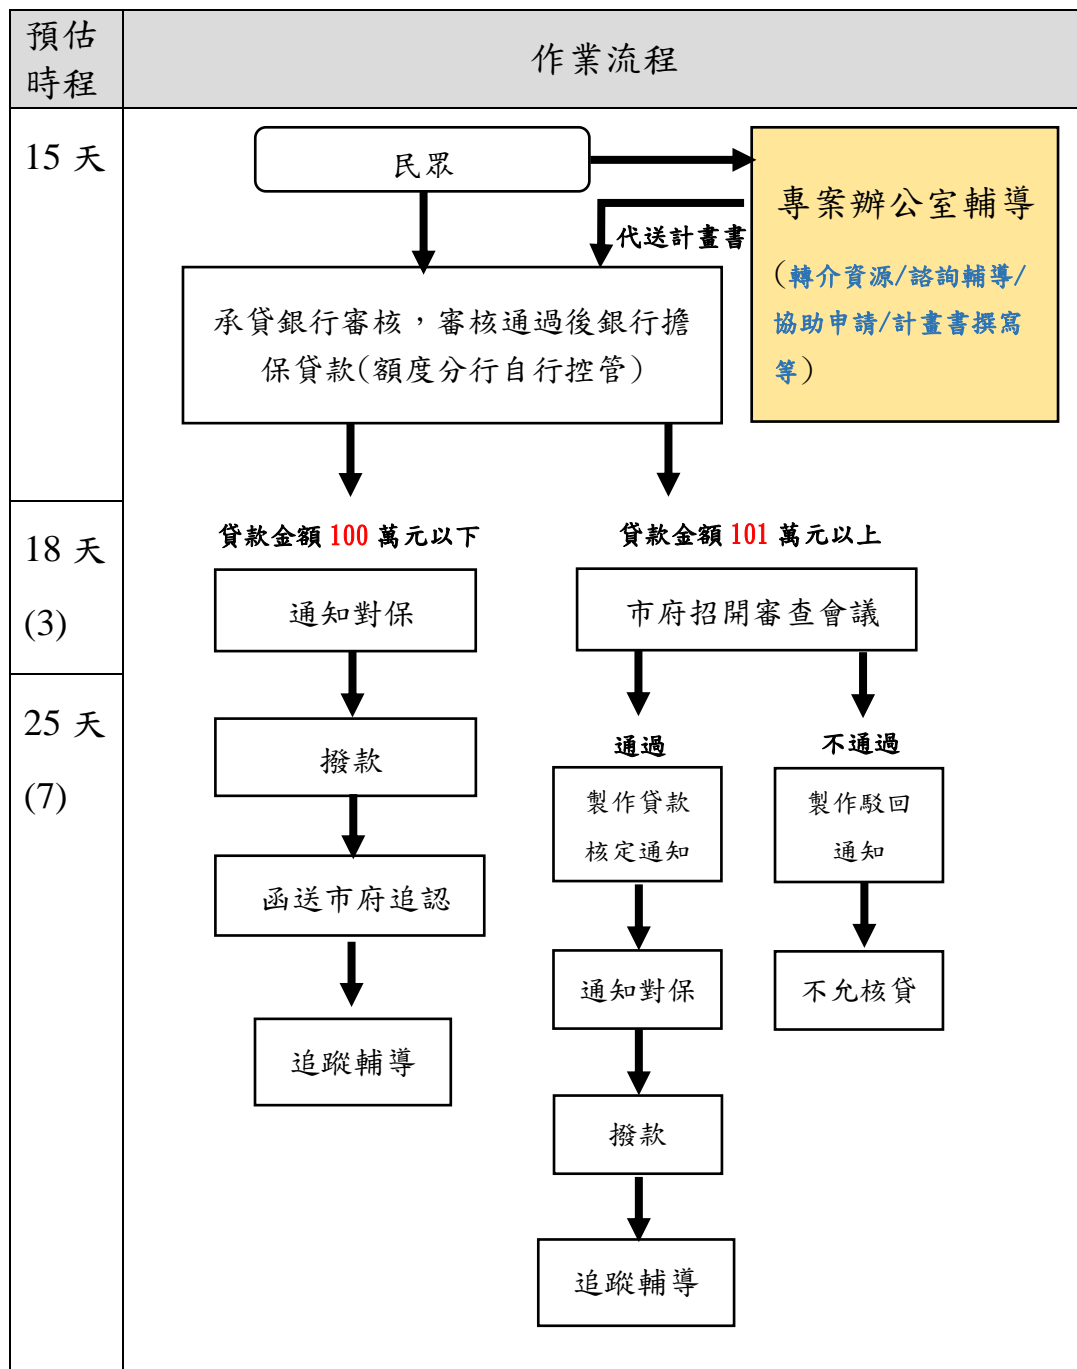 預估
時程
作業流程
15 天
民眾
專案辦公室輔導
(轉介資源/諮詢輔導/
協助申請/計畫書撰寫
等)
代送計畫書
承貸銀行審核，審核通過後銀行擔
保貸款(額度分行自行控管)
18 天
(3)
貸款金額 100 萬元以下
貸款金額 101 萬元以上
通知對保
市府招開審查會議
25 天
(7)
撥款
函送市府追認
追蹤輔導
通過
不通過
製作貸款
核定通知
製作駁回
通知
通知對保
不允核貸
撥款
追蹤輔導